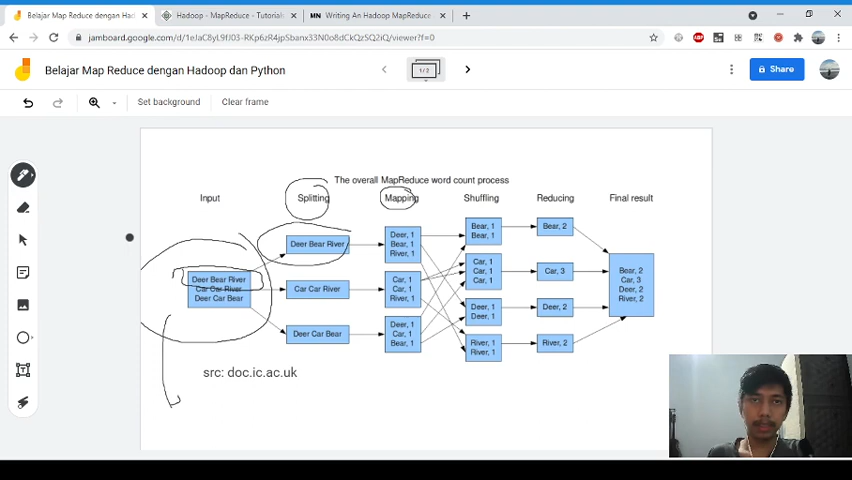 Belajar Map Reduce dengan Had
Hadoop - MapReduce - Tutorials
MN Writing An Hadoop MapReduce
jamboard.google.com/d/
/viewer?f=0
Belajar Map Reduce dengan Hadoop dan Python
1/2
Share
Set background
Clear frame
The overall MapReduce word count process
Input
Splitting
Mapping
Shuffling
Reducing
Final result
Deer Bear River
Car Car River
Deer Car Bear
Deer Bear River
Car Car River
Deer Car Bear
Deer, 1
Bear, 1
River, 1
Car, 1
Car, 1
River, 1
Deer, 1
Car, 1
Bear, 1
Bear, 1
Bear, 1
Car, 1
Car, 1
Car, 1
Deer, 1
Deer, 1
River, 1
River, 1
Bear, 2
Car, 3
Deer, 2
River, 2
Bear, 2
Car, 3
Deer, 2
River, 2
src: doc.ic.ac.uk